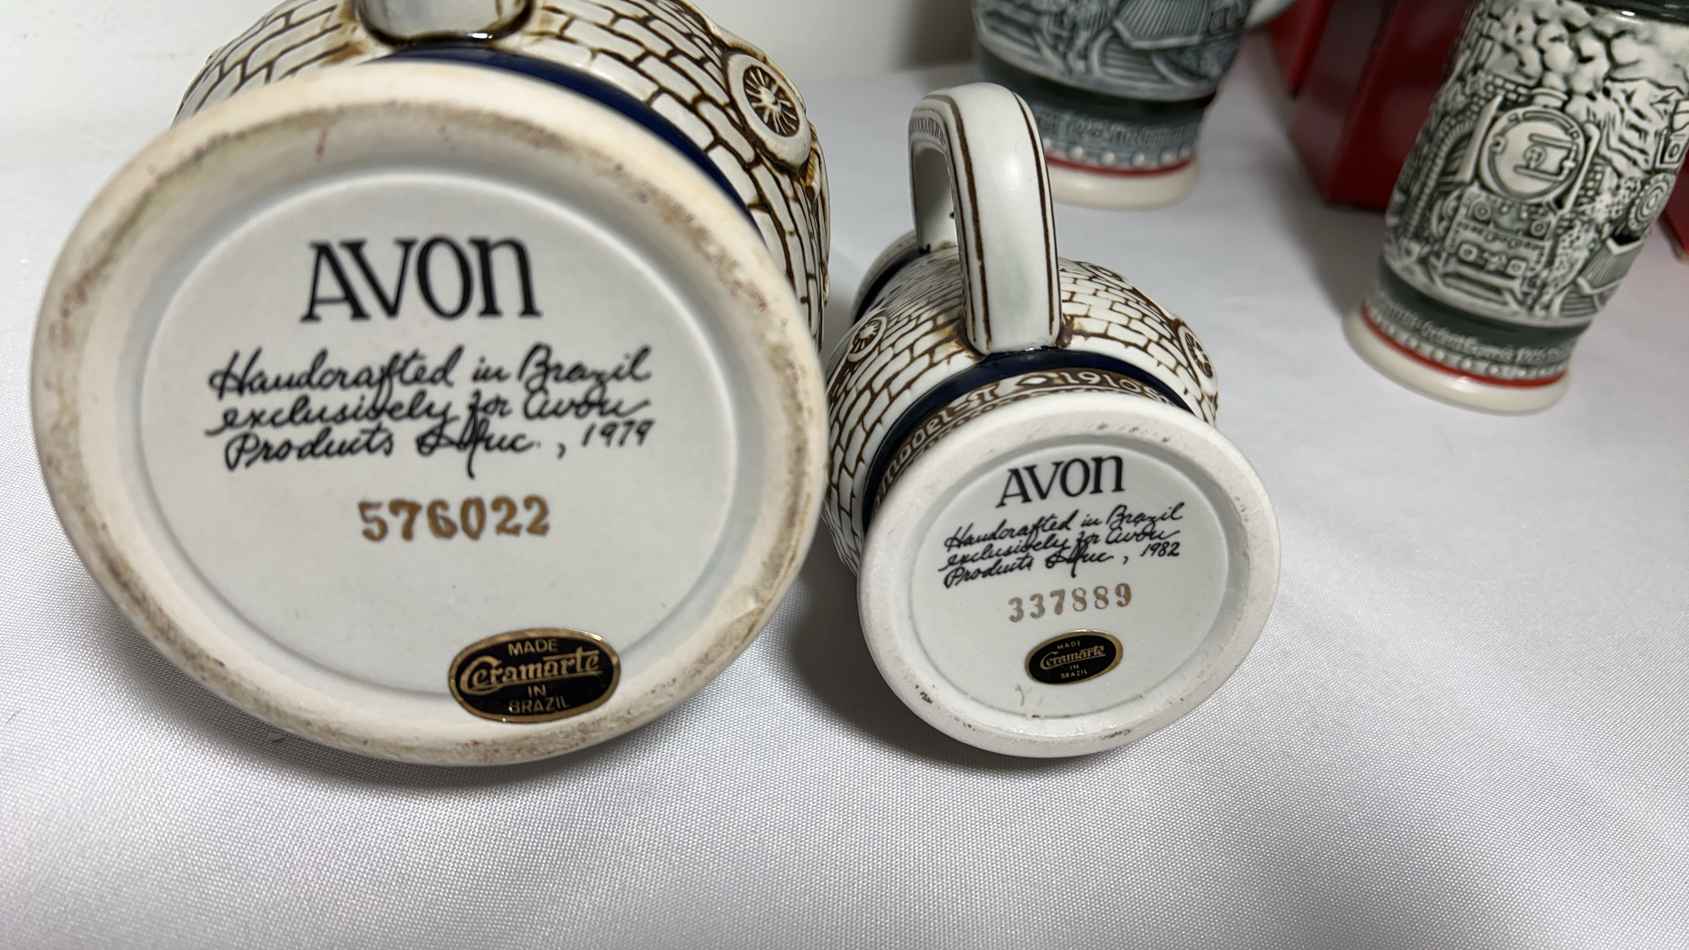 AVON
Handcrafted in Brazil
exclusively for Avon
Products Inc., 1979
576022
MADE
Ceramarte
IN
BRAZIL
1910s
AVON
Handcrafted in Brazil
exclusively for Avon
Products Inc., 1982
337889
MADE
Ceramarte
IN
BRAZIL